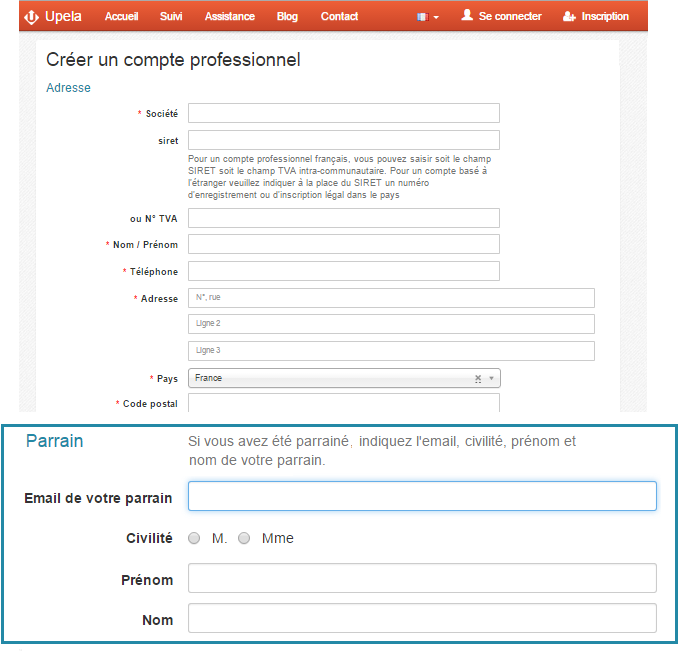 Upela Accueil Suivi Assistance Blog Contact Se connecter Inscription
Créer un compte professionnel
Adresse
* Société
siret
Pour un compte professionnel français, vous pouvez saisir soit le champ
SIRET soit le champ TVA intra-communautaire. Pour un compte basé à
l'étranger veuillez indiquer à la place du SIRET un numéro
d'enregistrement ou d'inscription légal dans le pays
ou N° TVA
* Nom / Prénom
* Téléphone
* Adresse N°, rue
Ligne 2
Ligne 3
* Pays France
* Code postal
Parrain Si vous avez été parrainé, indiquez l'email, civilité, prénom et
nom de votre parrain.
Email de votre parrain
Civilité M. Mme
Prénom
Nom